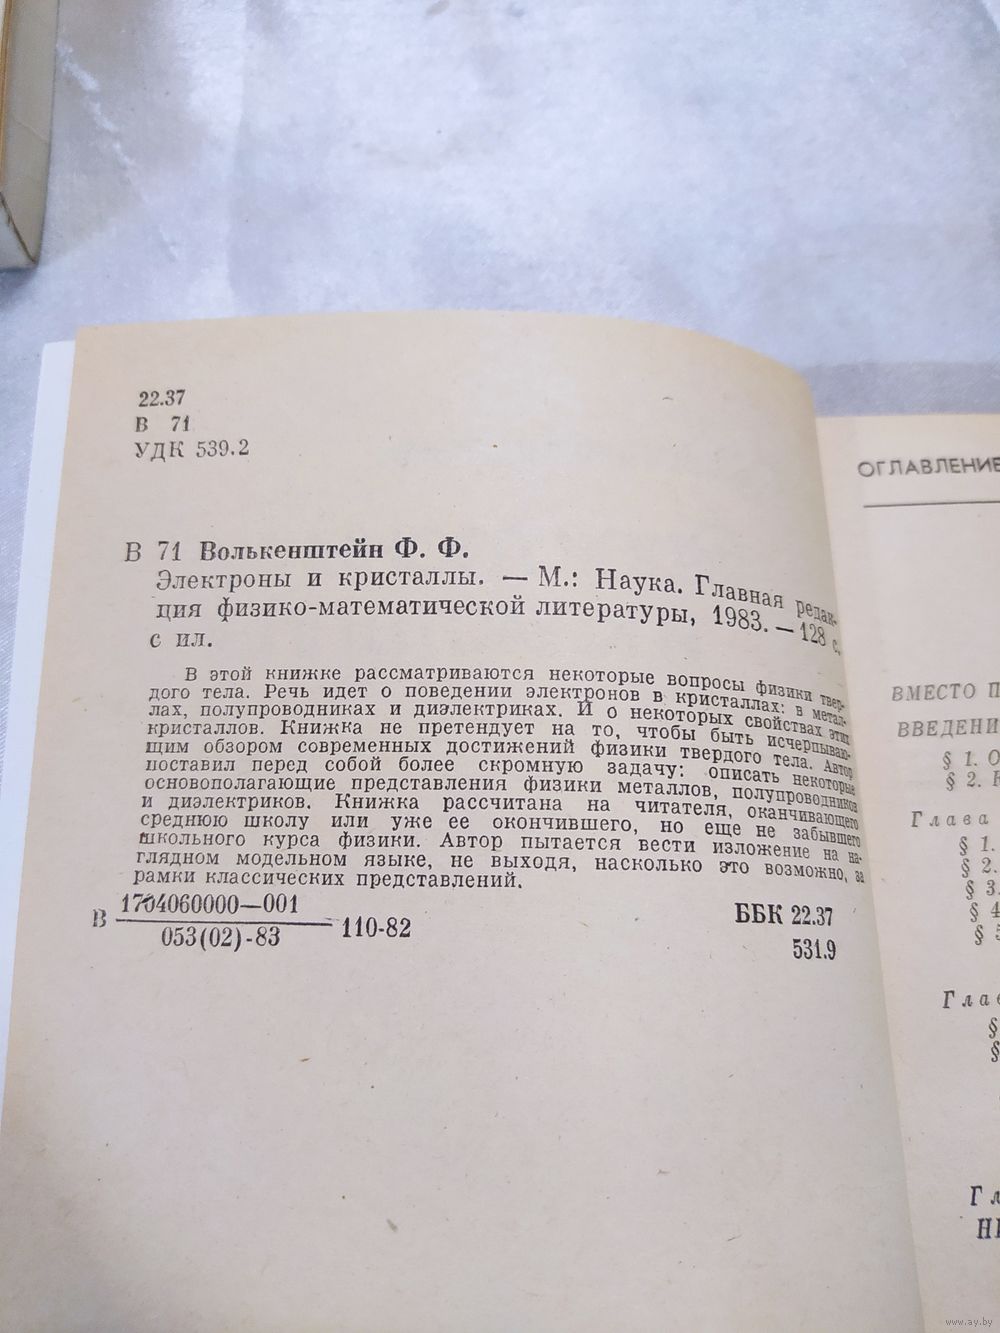 22.37
В 71
УДК 539.2
В 71 Волькенштейн Ф. Ф.
Электроны и кристаллы. — М.: Наука. Главная редак-
ция физико-математической литературы, 1983. — 128 с.
с ил.
В этой книжке рассматриваются некоторые вопросы физики твер-
дого тела. Речь идет о поведении электронов в кристаллах: в метал-
лах, полупроводниках и диэлектриках. И о некоторых свойствах этих
кристаллов. Книжка не претендует на то, чтобы быть исчерпываю-
щим обзором современных достижений физики твердого тела. Автор
поставил перед собой более скромную задачу: описать некоторые
основополагающие представления физики металлов, полупроводников
и диэлектриков. Книжка рассчитана на читателя, оканчивающего
среднюю школу или уже ее окончившего, но еще не забывшего
школьного курса физики. Автор пытается вести изложение на на-
глядном модельном языке, не выходя, насколько это возможно, за
рамки классических представлений.
В 1704060000—001
053(02)-83 110-82
ББК 22.37
531.9
ОГЛАВЛЕНИЕ
ВМЕСТО П
ВВЕДЕНИ
§ 1. О
§ 2. К
Глава
§ 1.
§ 2.
§ 3.
§ 4
§ 5
Глав
§
§
Гл
НИ
www.ay.by